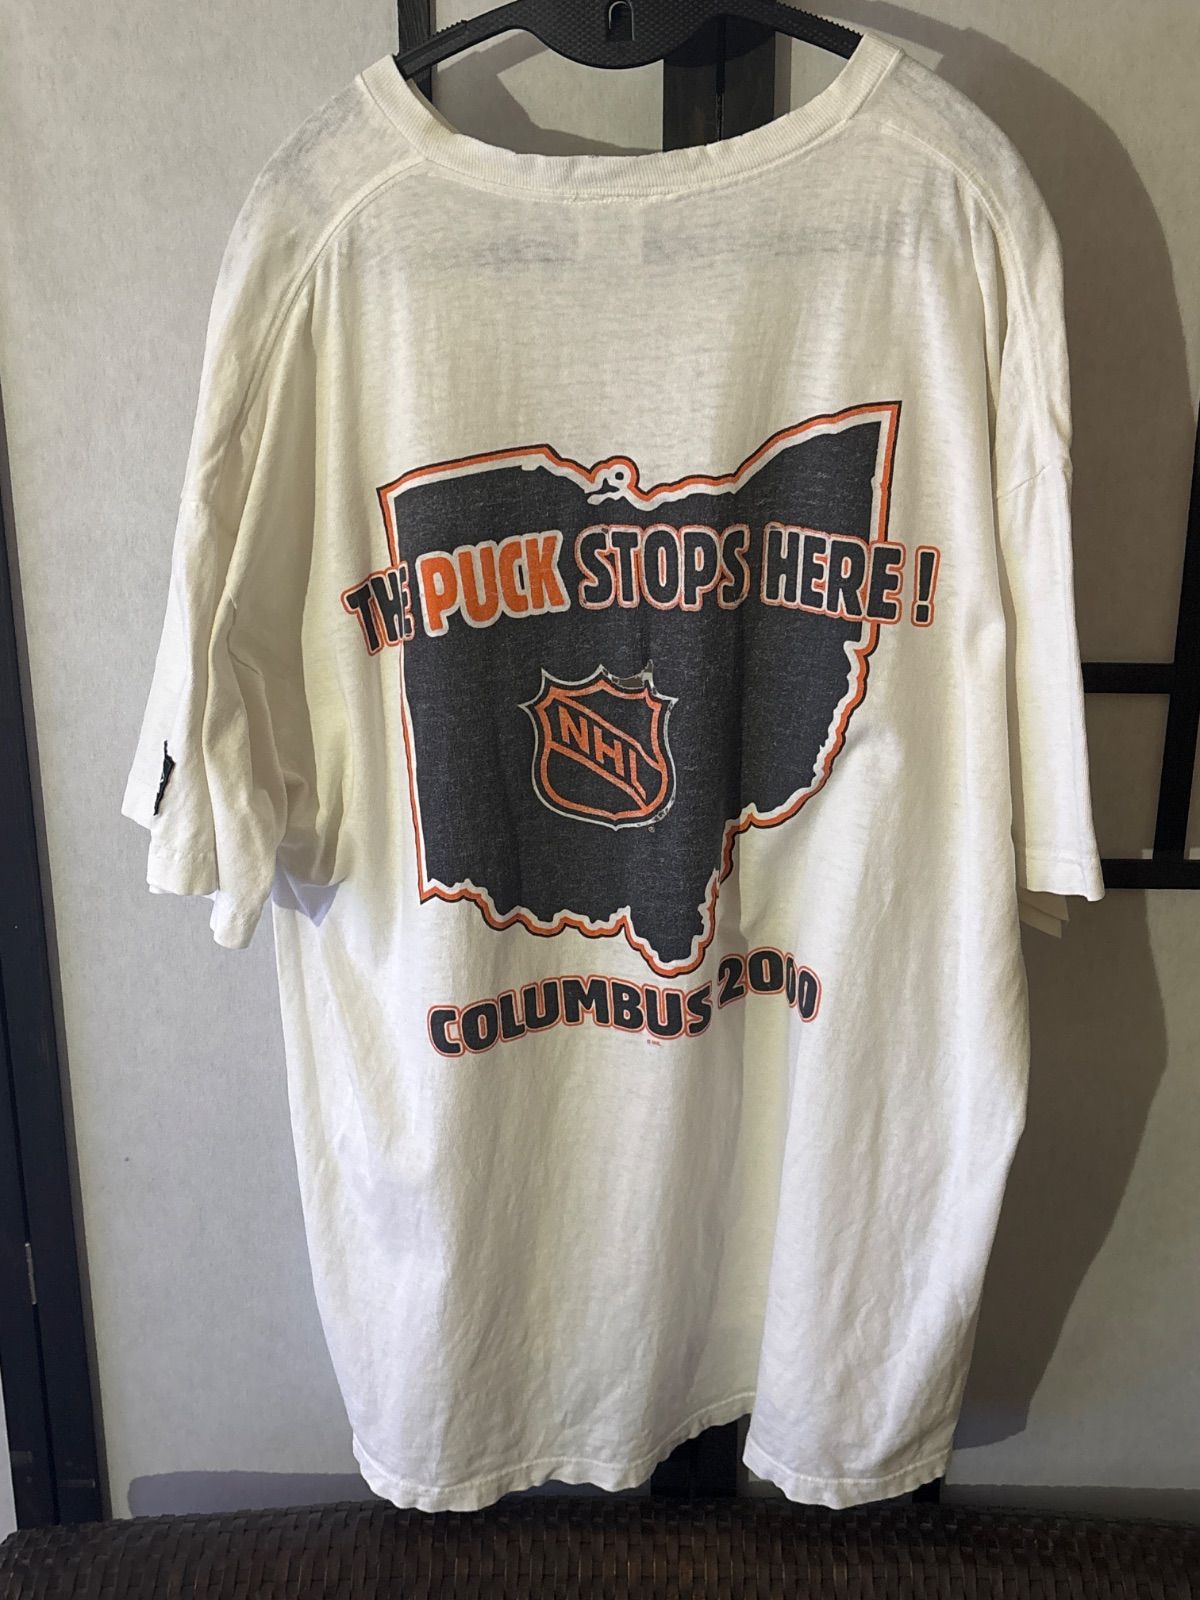 THE PUCK STOPS HERE!
NHL
®
COLUMBUS 2000